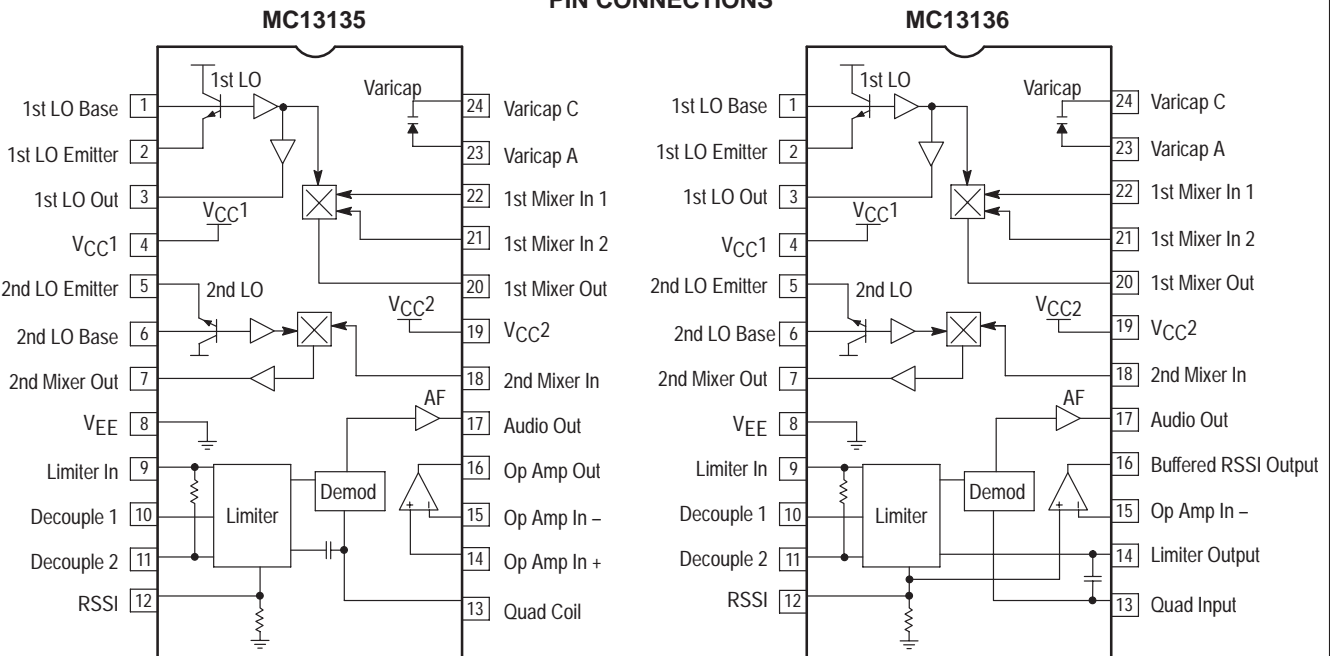 PIN CONNECTIONS
MC13135
1st LO
Varicap
1st LO Base 1
24 Varicap C
1st LO Emitter 2
23 Varicap A
1st LO Out 3
22 1st Mixer In 1
VCC1
VCC1 4
21 1st Mixer In 2
2nd LO Emitter 5
2nd LO
20 1st Mixer Out
VCC2
2nd LO Base 6
19 VCC2
2nd Mixer Out 7
18 2nd Mixer In
AF
VEE 8
17 Audio Out
Limiter In 9
16 Op Amp Out
Demod
+ –
Decouple 1 10
Limiter
15 Op Amp In –
Decouple 2 11
14 Op Amp In +
RSSI 12
13 Quad Coil
MC13136
1st LO
Varicap
1st LO Base 1
24 Varicap C
1st LO Emitter 2
23 Varicap A
1st LO Out 3
22 1st Mixer In 1
VCC1
VCC1 4
21 1st Mixer In 2
2nd LO Emitter 5
2nd LO
20 1st Mixer Out
VCC2
2nd LO Base 6
19 VCC2
2nd Mixer Out 7
18 2nd Mixer In
AF
VEE 8
17 Audio Out
Limiter In 9
16 Buffered RSSI Output
Demod
+ –
Decouple 1 10
Limiter
15 Op Amp In –
Decouple 2 11
14 Limiter Output
RSSI 12
13 Quad Input